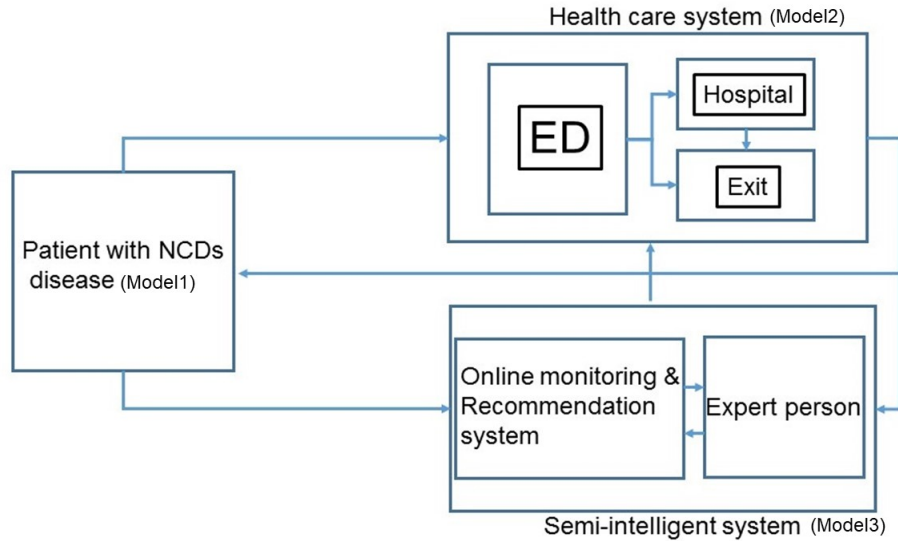 Health care system (Model2)
ED
Hospital
Exit
Patient with NCDs
disease (Model1)
Online monitoring &
Recommendation
system
Expert person
Semi-intelligent system (Model3)